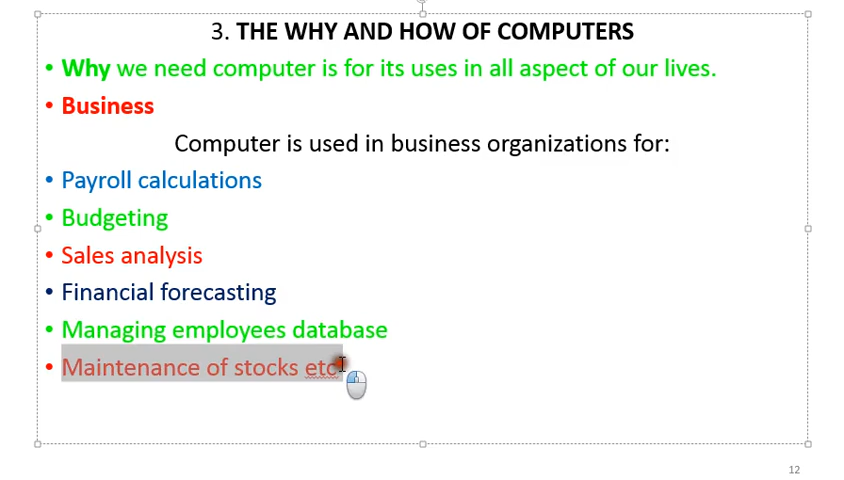 3. THE WHY AND HOW OF COMPUTERS
• Why we need computer is for its uses in all aspect of our lives.
• Business
Computer is used in business organizations for:
• Payroll calculations
• Budgeting
• Sales analysis
• Financial forecasting
• Managing employees database
• Maintenance of stocks etc
12